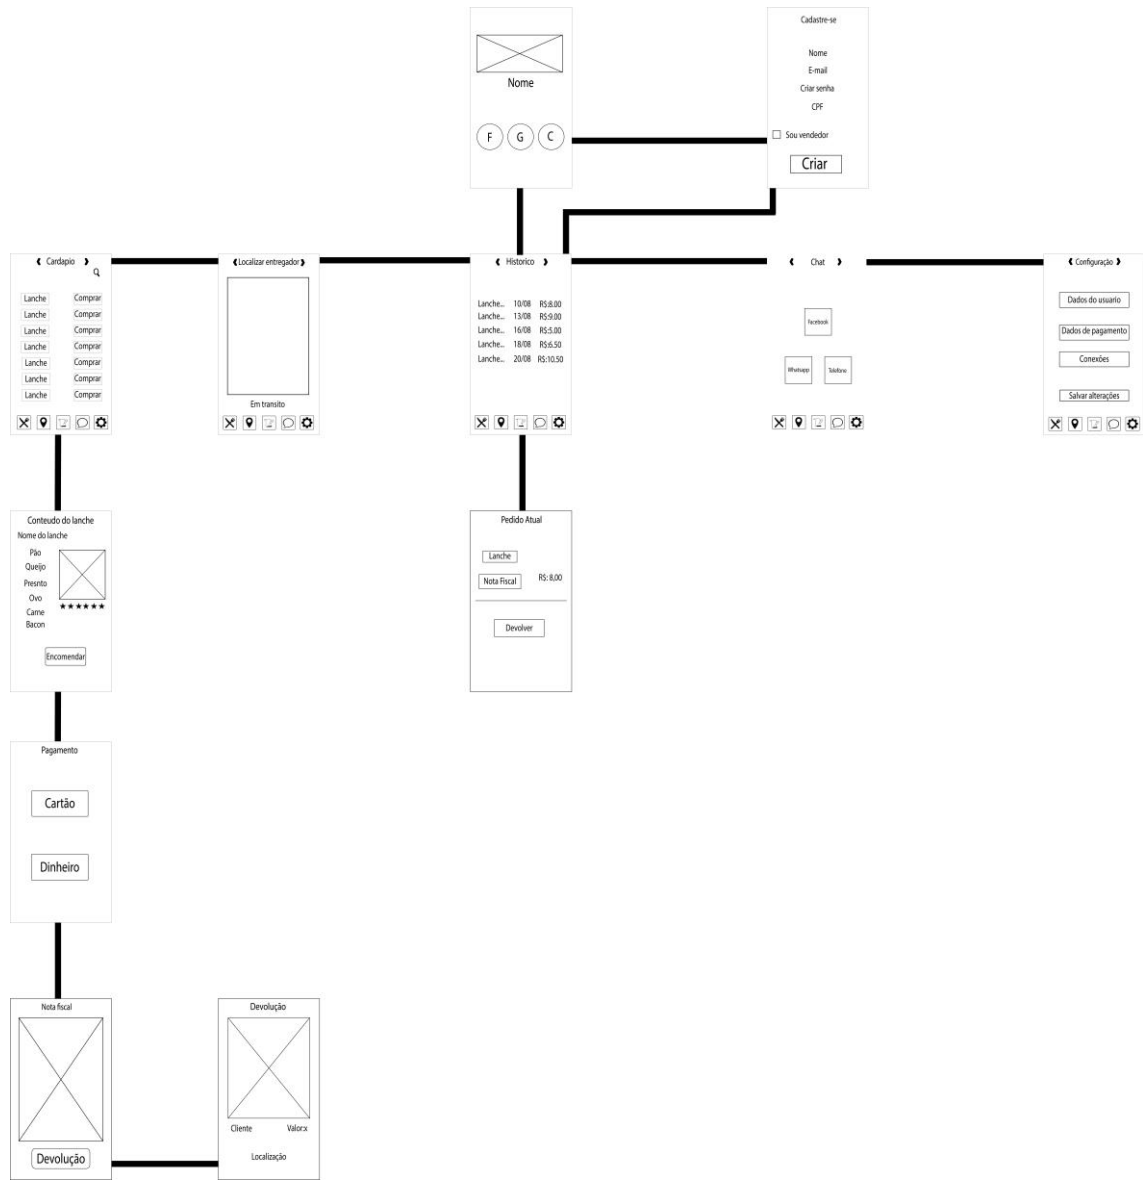 Nome
F G C
Cadastre-se
Nome
E-mail
Criar senha
CPF
Sou vendedor
Criar
Cardapio
Lanche Comprar
Lanche Comprar
Lanche Comprar
Lanche Comprar
Lanche Comprar
Lanche Comprar
Lanche Comprar
Localizar entregador
Em transito
Historico
Lanche... 10/08 R$:8.00
Lanche... 13/08 R$:9.00
Lanche... 16/08 R$:5.00
Lanche... 18/08 R$:6.50
Lanche... 20/08 R$:10.50
Chat
Facebook
Whatsapp Telefone
Configuração
Dados do usuario
Dados de pagamento
Conexões
Salvar alterações
Conteudo do lanche
Nome do lanche
Pão
Queijo
Presnto
Ovo
Carne
Bacon
Encomendar
Pedido Atual
Lanche
Nota Fiscal R$: 8,00
Devolver
Pagamento
Cartão
Dinheiro
Nota fiscal
Devolução
Devolução
Cliente Valor:x
Localização